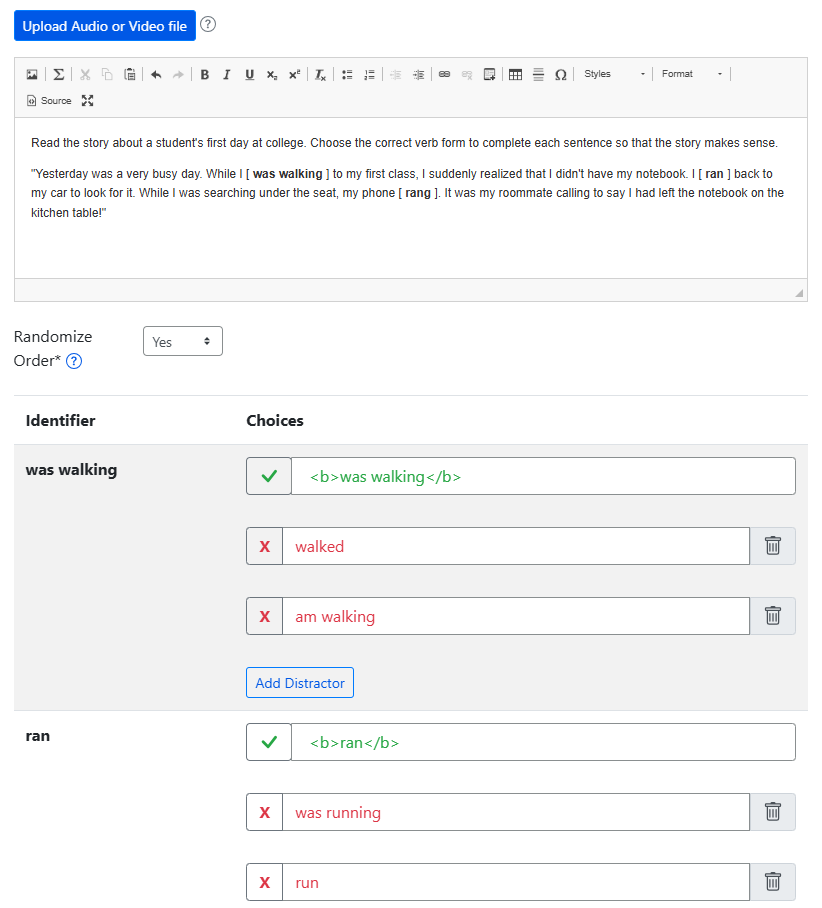 Upload Audio or Video file ?
Styles Format
Source
Read the story about a student's first day at college. Choose the correct verb form to complete each sentence so that the story makes sense.
"Yesterday was a very busy day. While I [ was walking ] to my first class, I suddenly realized that I didn't have my notebook. I [ ran ] back to
my car to look for it. While I was searching under the seat, my phone [ rang ]. It was my roommate calling to say I had left the notebook on the
kitchen table!"
Randomize
Order* ?
Yes
Identifier Choices
was walking
<b>was walking</b>
X walked
X am walking
Add Distractor
ran
<b>ran</b>
X was running
X run